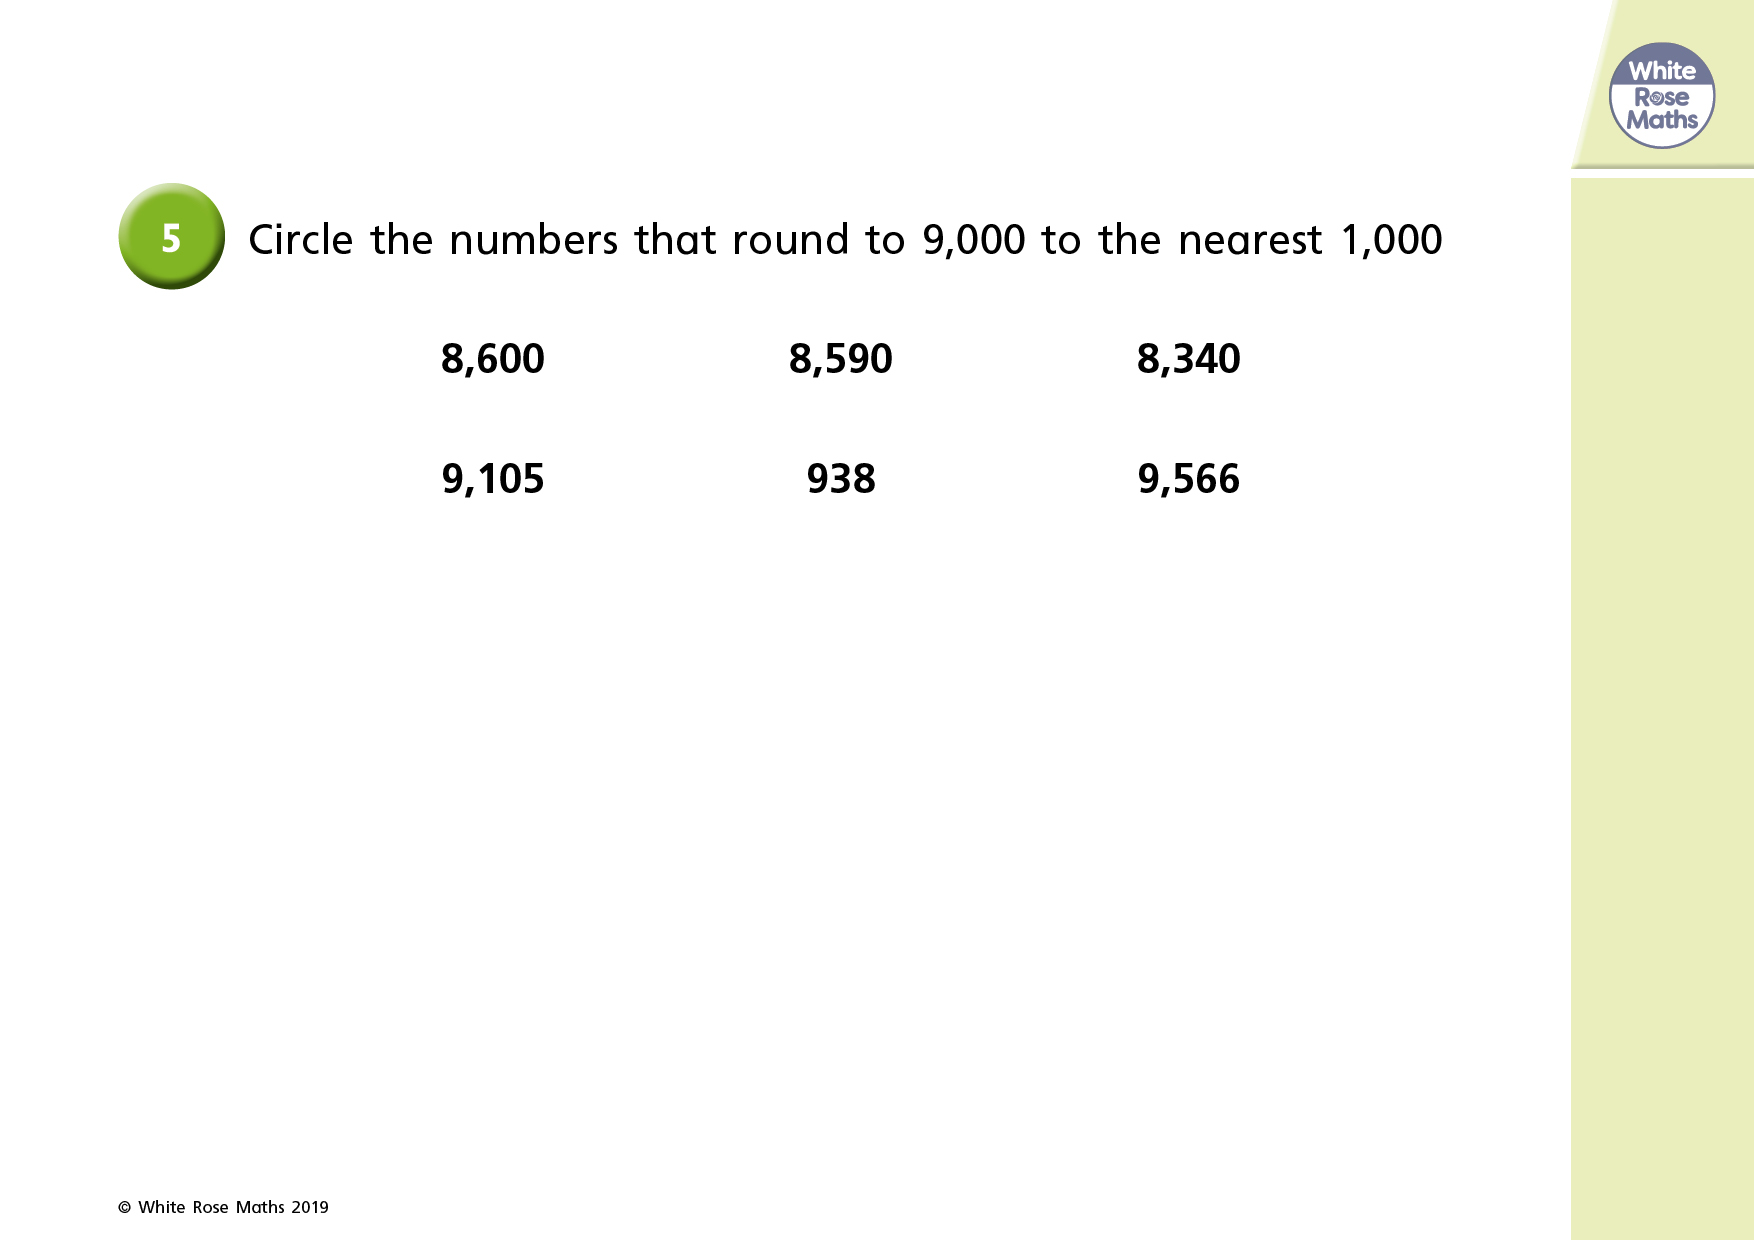 White
Rose
Maths
5 Circle the numbers that round to 9,000 to the nearest 1,000
8,600 8,590 8,340
9,105 938 9,566
© White Rose Maths 2019